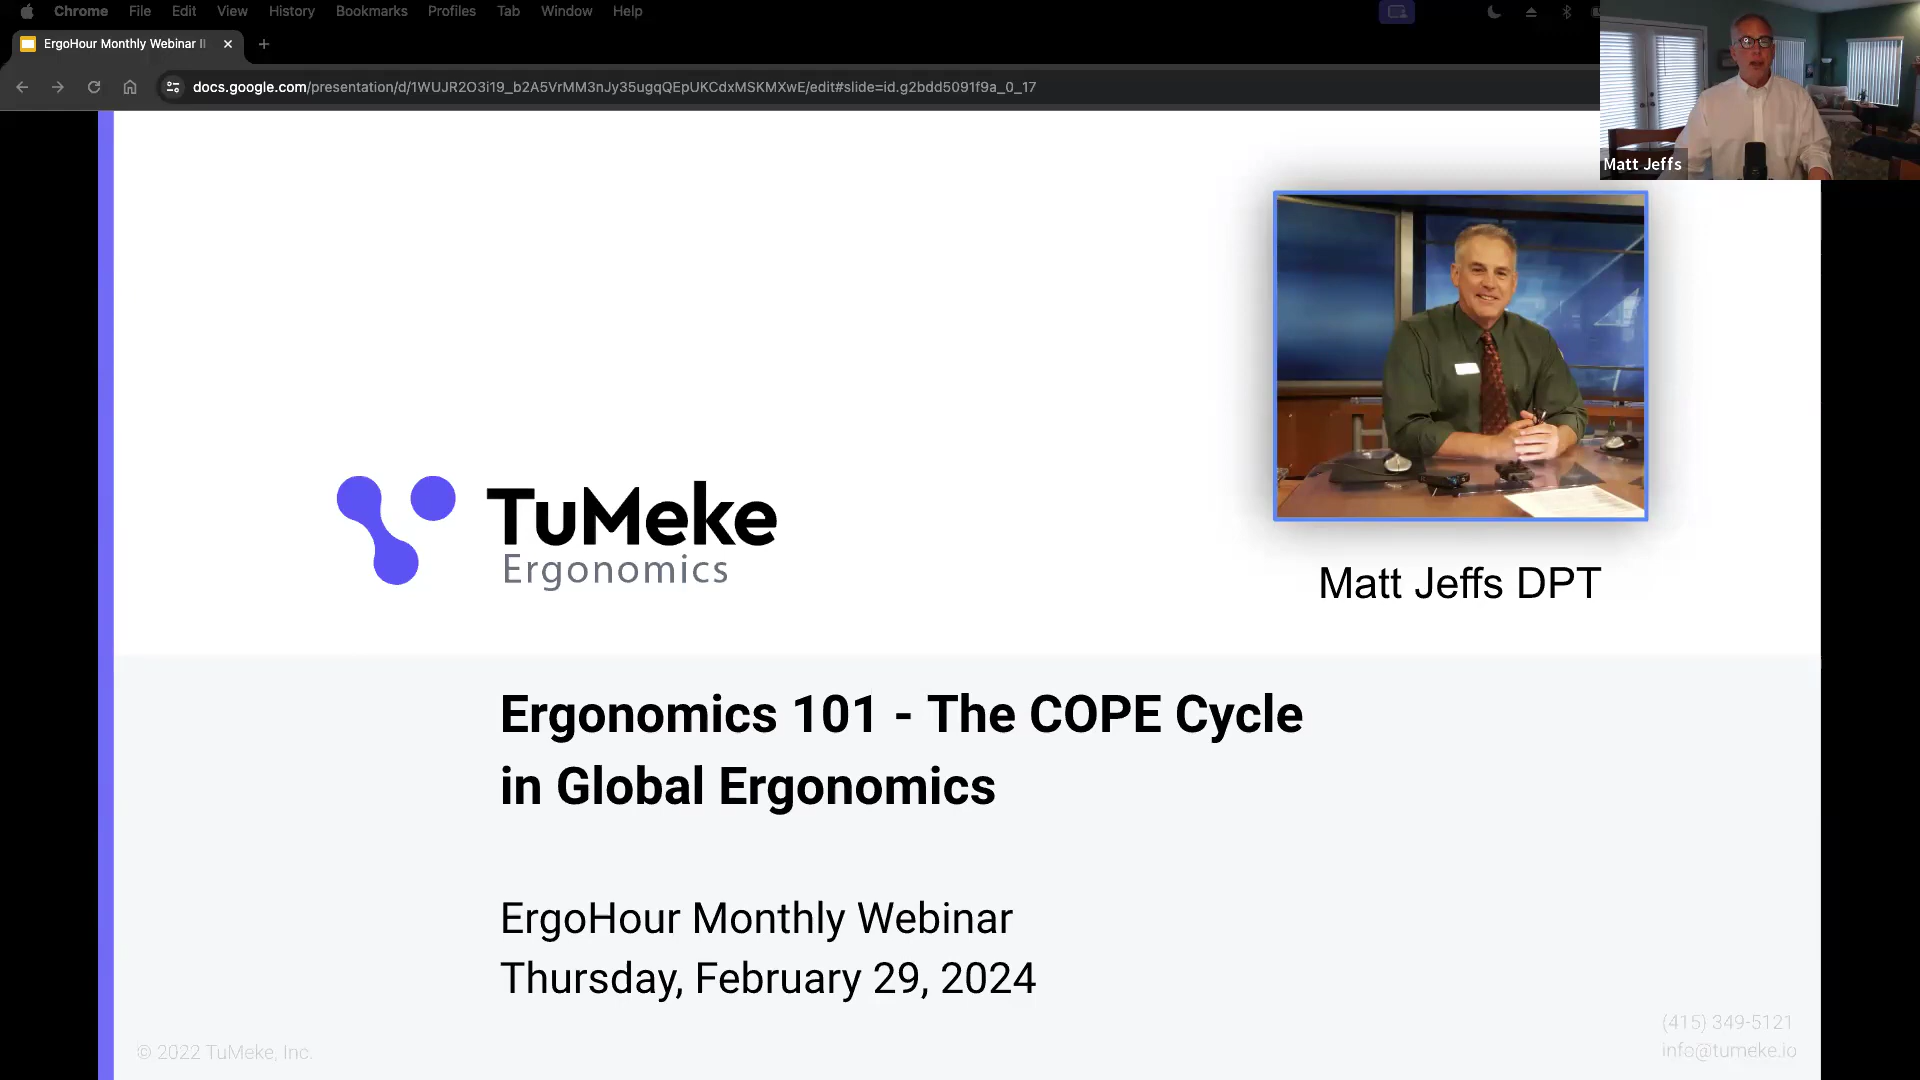 Chrome File Edit View History Bookmarks Profiles Tab Window Help
ErgoHour Monthly Webinar II
docs.google.com/presentation/d/1WUJR2O3i19_b2A5VrMM3nJy35ugqQEpUKCdxMSKMXwE/edit#slide=id.g2bdd5091f9a_0_17
Matt Jeffs
TuMeke
Ergonomics
Matt Jeffs DPT
Ergonomics 101 - The COPE Cycle
in Global Ergonomics
ErgoHour Monthly Webinar
Thursday, February 29, 2024
(415) 349-5121
© 2022 TuMeke, Inc.
info@tumeke.io